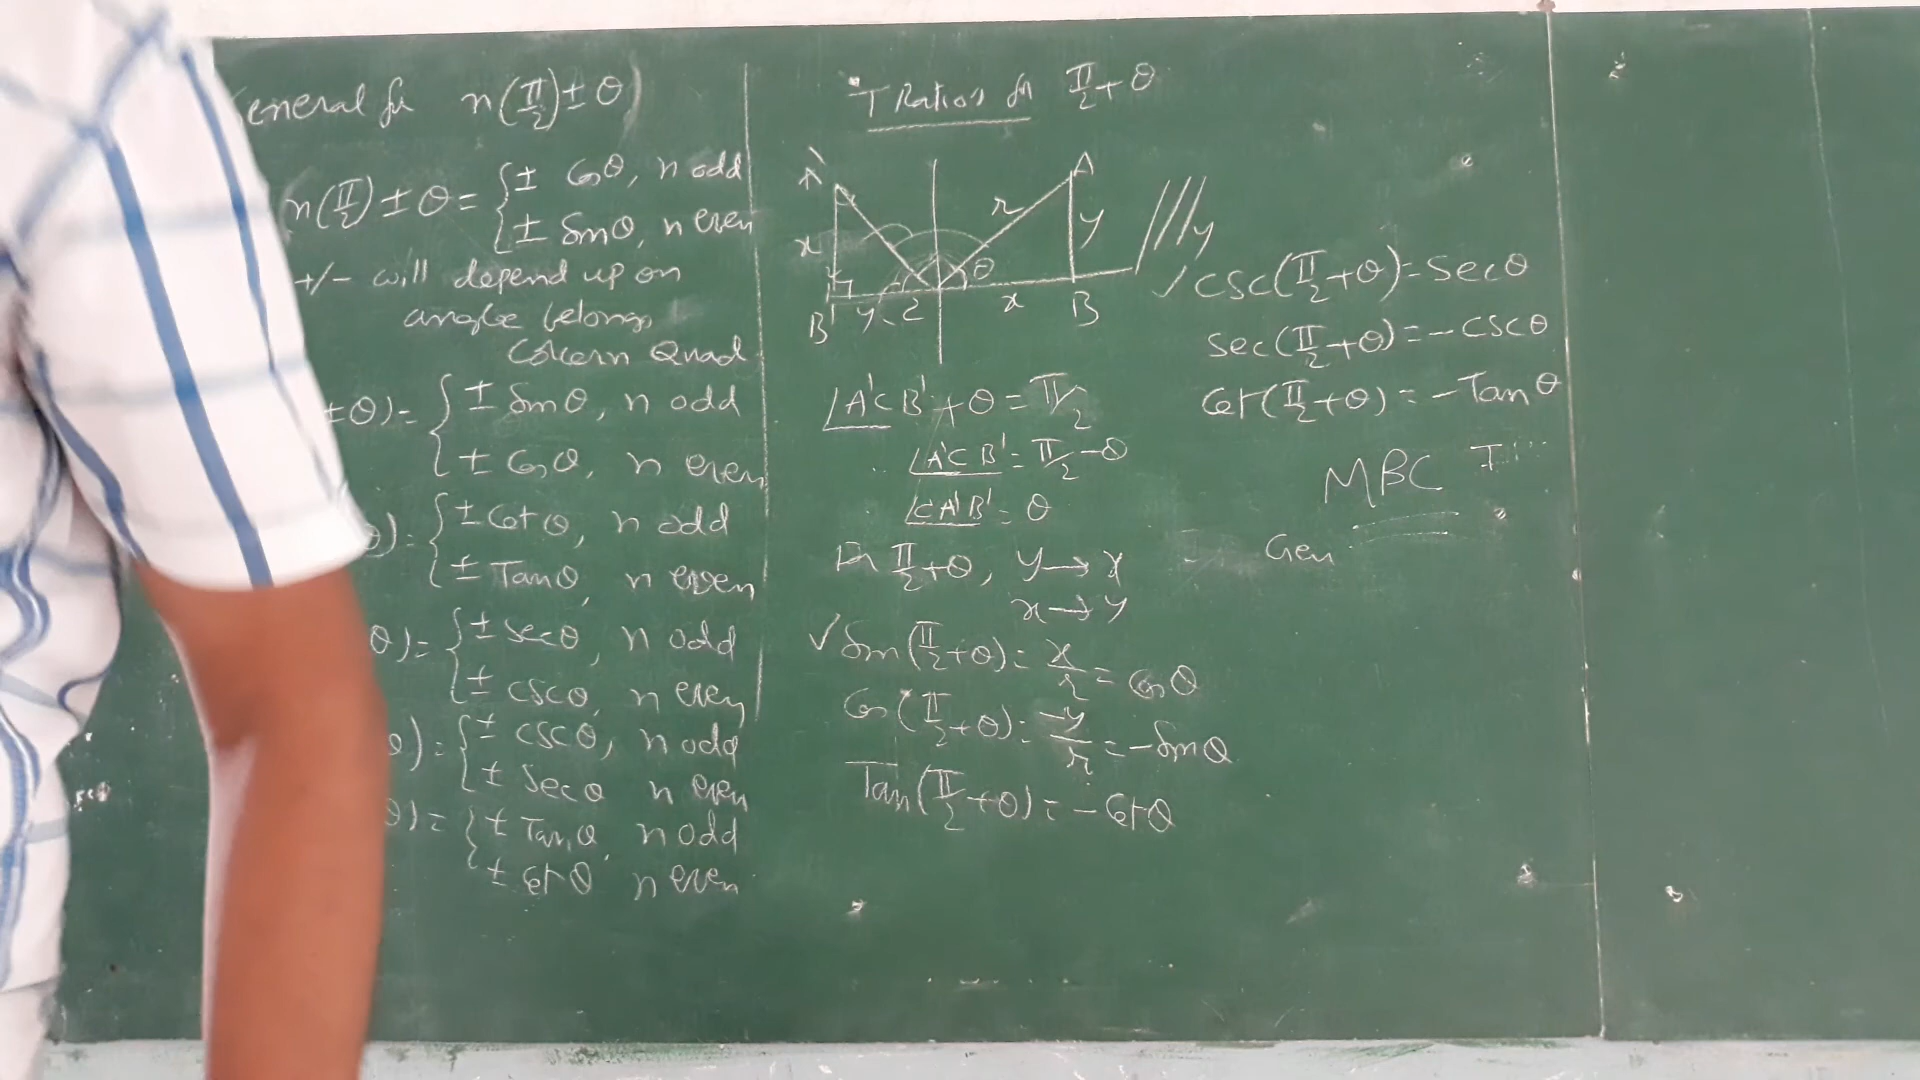 eneral for n(π/2)±θ)
(n(π/2)±θ = { ± Cosθ, n odd
± Sinθ, n even
+/- will depend up on
angle belongs
Cocern Quad
±θ) = { ± Sinθ, n odd
± Cosθ, n even
θ) = { ± Cotθ, n odd
± Tanθ, n even
θ) = { ± secθ, n odd
± cscθ, n even
θ) = { ± cscθ, n odd
± secθ n even
θ) = { ± Tanθ, n odd
± Cotθ n even
T Ratios for π/2+θ
A' A
x r y
θ
B' y C x B
∠A'CB' + θ = π/2
∠A'CB' = π/2-θ
∠CA'B' = θ
In π/2+θ, y→x
x→y
✓ Sin(π/2+θ) = x/r = Cosθ
Cos(π/2+θ) = -y/r = -Sinθ
Tan(π/2+θ) = -Cotθ
///ly
✓ csc(π/2+θ) = secθ
sec(π/2+θ) = -cscθ
Cot(π/2+θ) = -Tanθ
MBC I
Gen